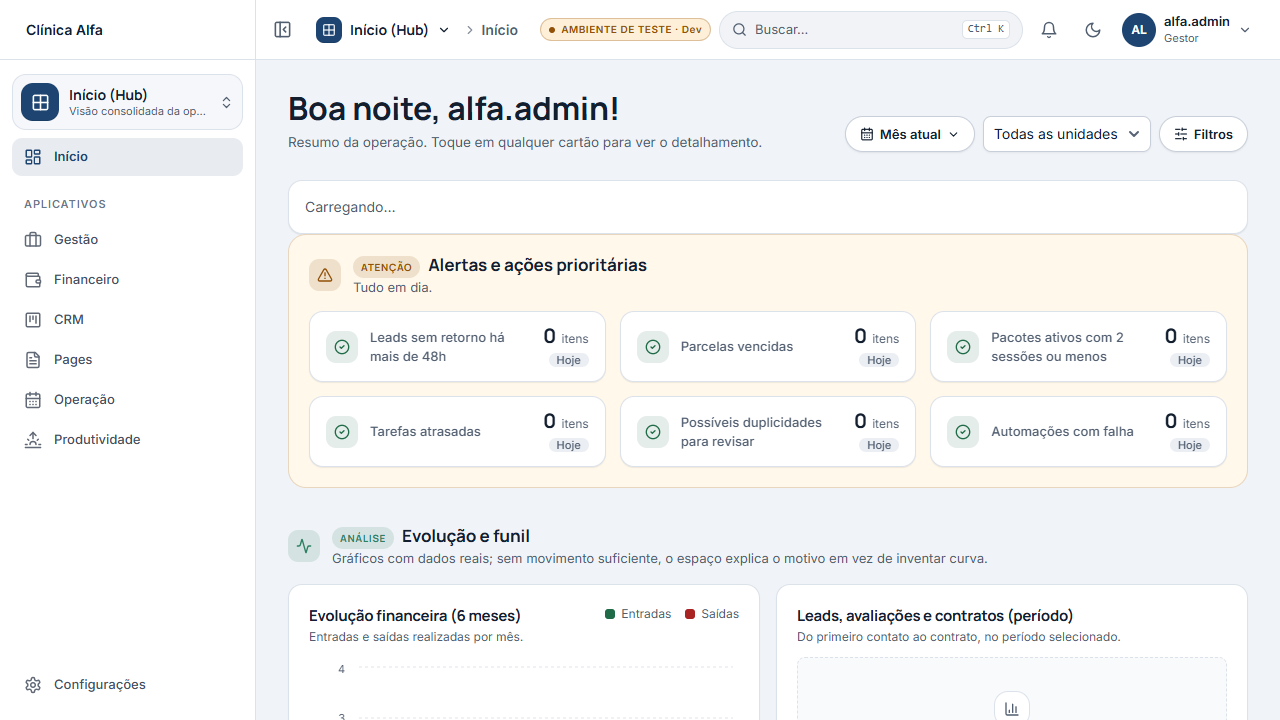 Clínica Alfa
Início (Hub)
Início
AMBIENTE DE TESTE · Dev
Buscar...
Ctrl K
AL
alfa.admin
Gestor
Início (Hub)
Visão consolidada da op...
Início
APLICATIVOS
Gestão
Financeiro
CRM
Pages
Operação
Produtividade
Configurações
Boa noite, alfa.admin!
Resumo da operação. Toque em qualquer cartão para ver o detalhamento.
Mês atual
Todas as unidades
Filtros
Carregando...
ATENÇÃO
Alertas e ações prioritárias
Tudo em dia.
Leads sem retorno há
mais de 48h
0 itens
Hoje
Parcelas vencidas
0 itens
Hoje
Pacotes ativos com 2
sessões ou menos
0 itens
Hoje
Tarefas atrasadas
0 itens
Hoje
Possíveis duplicidades
para revisar
0 itens
Hoje
Automações com falha
0 itens
Hoje
ANÁLISE
Evolução e funil
Gráficos com dados reais; sem movimento suficiente, o espaço explica o motivo em vez de inventar curva.
Evolução financeira (6 meses)
Entradas
Saídas
Entradas e saídas realizadas por mês.
4
3
Leads, avaliações e contratos (período)
Do primeiro contato ao contrato, no período selecionado.